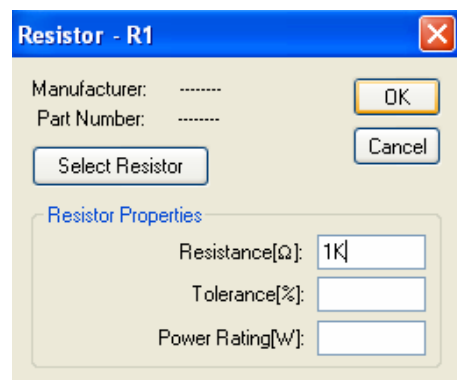 Resistor - R1
Manufacturer: --------
OK
Part Number: --------
Cancel
Select Resistor
Resistor Properties
Resistance[Ω]: 1K
Tolerance[%]:
Power Rating[W]: